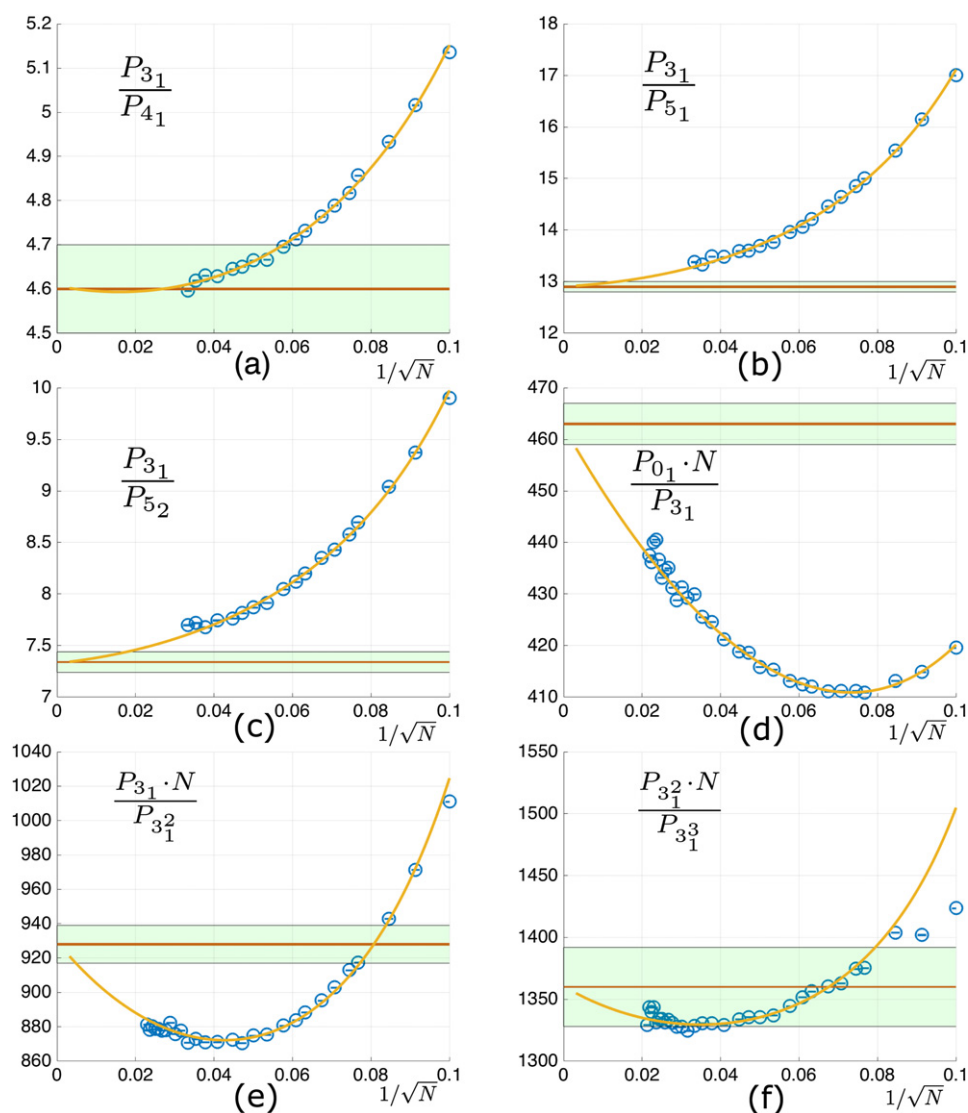 5.2
5.1
5
4.9
4.8
4.7
4.6
4.5
0 0.02 0.04 0.06 0.08 0.1
P_{3_1}
P_{4_1}
(a)
1/√N
18
17
16
15
14
13
12
0 0.02 0.04 0.06 0.08 0.1
P_{3_1}
P_{5_1}
(b)
1/√N
10
9.5
9
8.5
8
7.5
7
0 0.02 0.04 0.06 0.08 0.1
P_{3_1}
P_{5_2}
(c)
1/√N
470
460
450
440
430
420
410
0 0.02 0.04 0.06 0.08 0.1
P_{0_1}·N
P_{3_1}
(d)
1/√N
1040
1020
1000
980
960
940
920
900
880
860
0 0.02 0.04 0.06 0.08 0.1
P_{3_1}·N
P_{3_1^2}
(e)
1/√N
1550
1500
1450
1400
1350
1300
0 0.02 0.04 0.06 0.08 0.1
P_{3_1^2}·N
P_{3_1^3}
(f)
1/√N